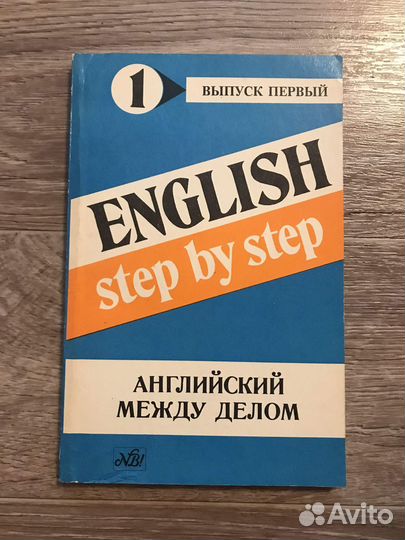 1
ВЫПУСК ПЕРВЫЙ
ENGLISH
step by step
АНГЛИЙСКИЙ
МЕЖДУ ДЕЛОМ
NB!
Avito